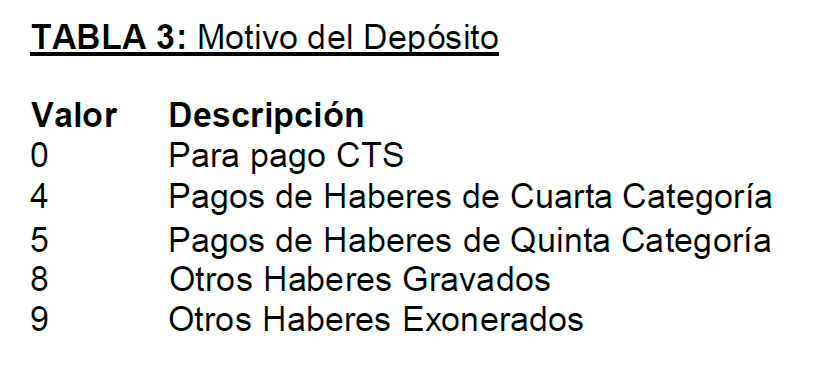 TABLA 3: Motivo del Depósito
Valor Descripción
0 Para pago CTS
4 Pagos de Haberes de Cuarta Categoría
5 Pagos de Haberes de Quinta Categoría
8 Otros Haberes Gravados
9 Otros Haberes Exonerados